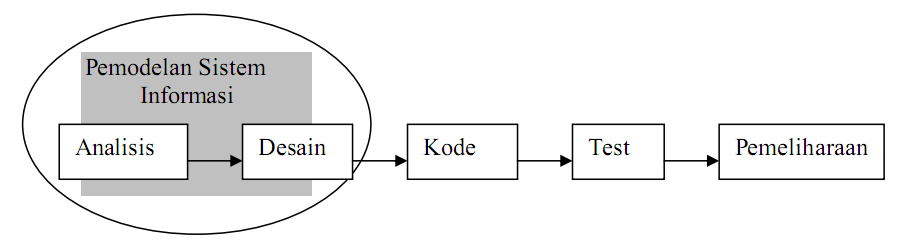 Pemodelan Sistem
Informasi
Analisis
Desain
Kode
Test
Pemeliharaan